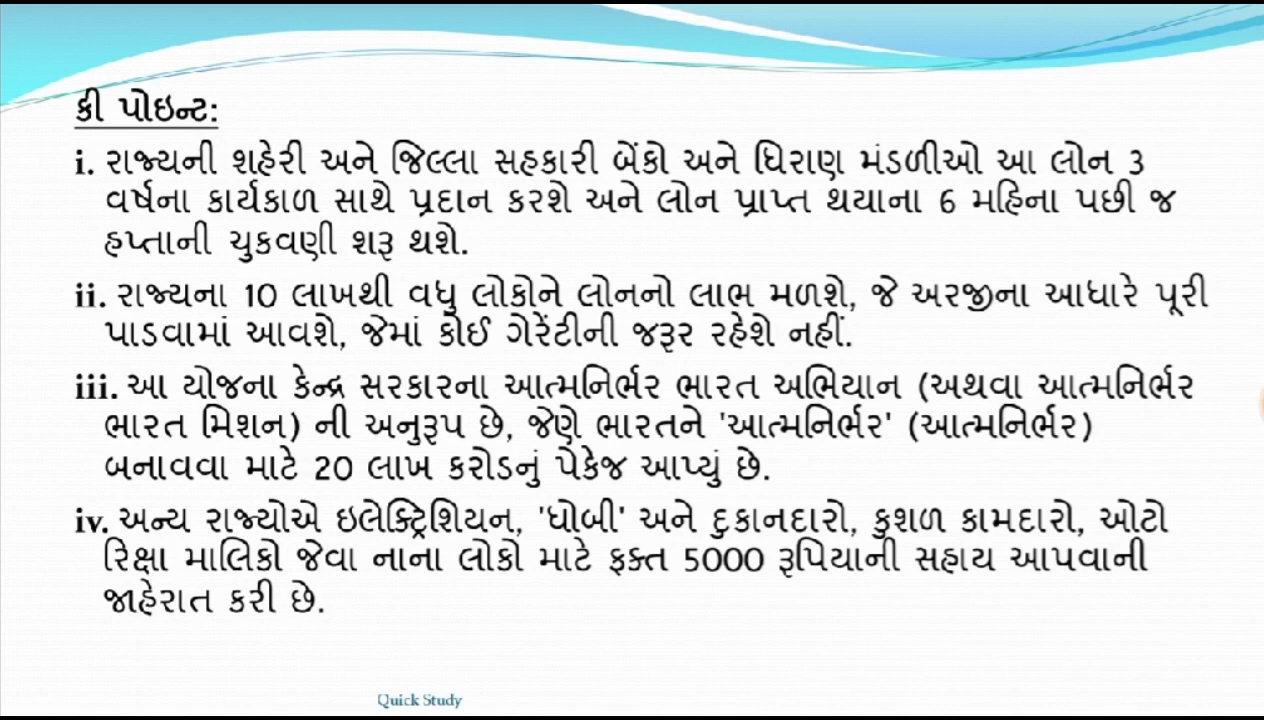 કી પોઇન્ટ:
i. રાજ્યની શહેરી અને જિલ્લા સહકારી બેંકો અને ધિરાણ મંડળીઓ આ લોન 3
વર્ષના કાર્યકાળ સાથે પ્રદાન કરશે અને લોન પ્રાપ્ત થયાના 6 મહિના પછી જ
હપ્તાની ચુકવણી શરૂ થશે.
ii. રાજ્યના 10 લાખથી વધુ લોકોને લોનનો લાભ મળશે, જે અરજીના આધારે પૂરી
પાડવામાં આવશે, જેમાં કોઈ ગેરેંટીની જરૂર રહેશે નહીં.
iii. આ યોજના કેન્દ્ર સરકારના આત્મનિર્ભર ભારત અભિયાન (અથવા આત્મનિર્ભર
ભારત મિશન) ની અનુરૂપ છે, જેણે ભારતને 'આત્મનિર્ભર' (આત્મનિર્ભર)
બનાવવા માટે 20 લાખ કરોડનું પેકેજ આપ્યું છે.
iv. અન્ય રાજ્યોએ ઇલેક્ટ્રિશિયન, 'ધોબી' અને દુકાનદારો, કુશળ કામદારો, ઓટો
રિક્ષા માલિકો જેવા નાના લોકો માટે ફક્ત 5000 રૂપિયાની સહાય આપવાની
જાહેરાત કરી છે.
Quick Study